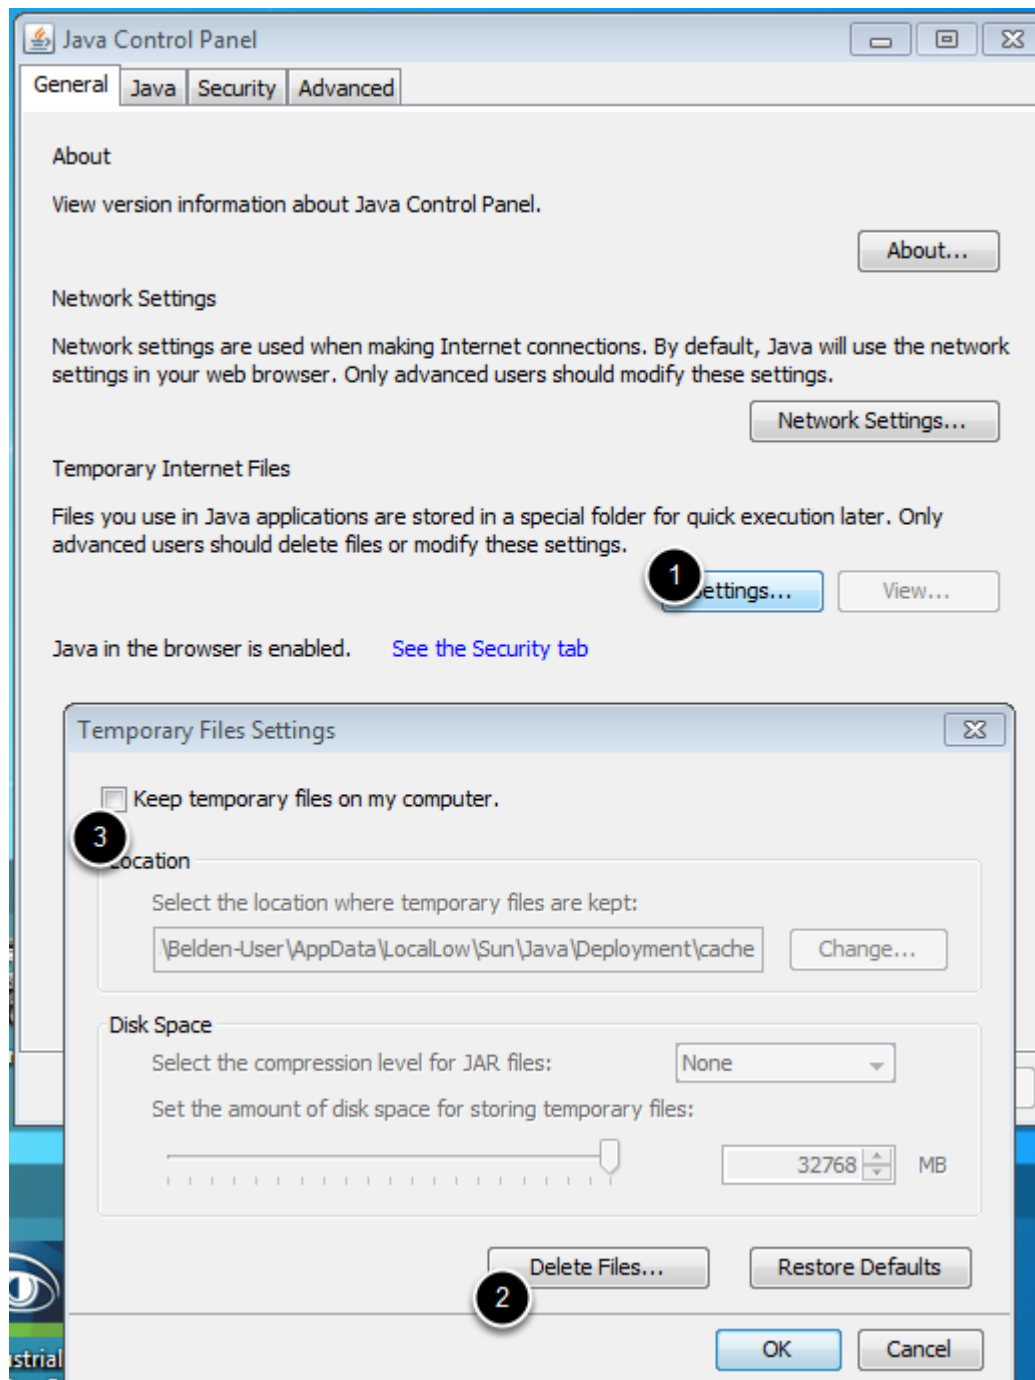 Java Control Panel
General Java Security Advanced
About
View version information about Java Control Panel.
About...
Network Settings
Network settings are used when making Internet connections. By default, Java will use the network
settings in your web browser. Only advanced users should modify these settings.
Network Settings...
Temporary Internet Files
Files you use in Java applications are stored in a special folder for quick execution later. Only
advanced users should delete files or modify these settings.
1
ettings... View...
Java in the browser is enabled. See the Security tab
Temporary Files Settings
Keep temporary files on my computer.
3
Location
Select the location where temporary files are kept:
\Belden-User\AppData\LocalLow\Sun\Java\Deployment\cache Change...
Disk Space
Select the compression level for JAR files: None
Set the amount of disk space for storing temporary files:
32768 MB
Delete Files... Restore Defaults
2
OK Cancel
strial